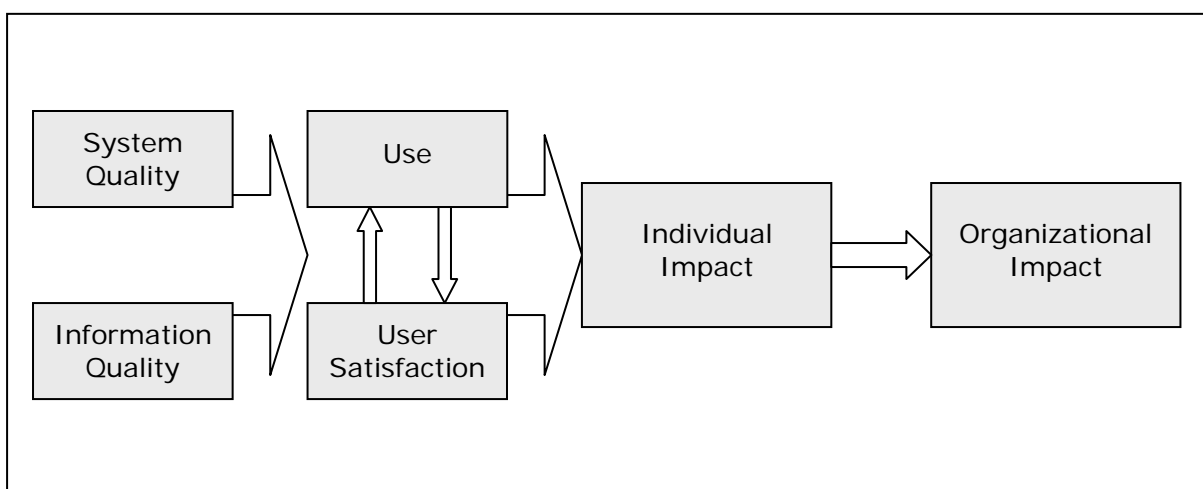 System
Quality
Use
Individual
Impact
Organizational
Impact
Information
Quality
User
Satisfaction